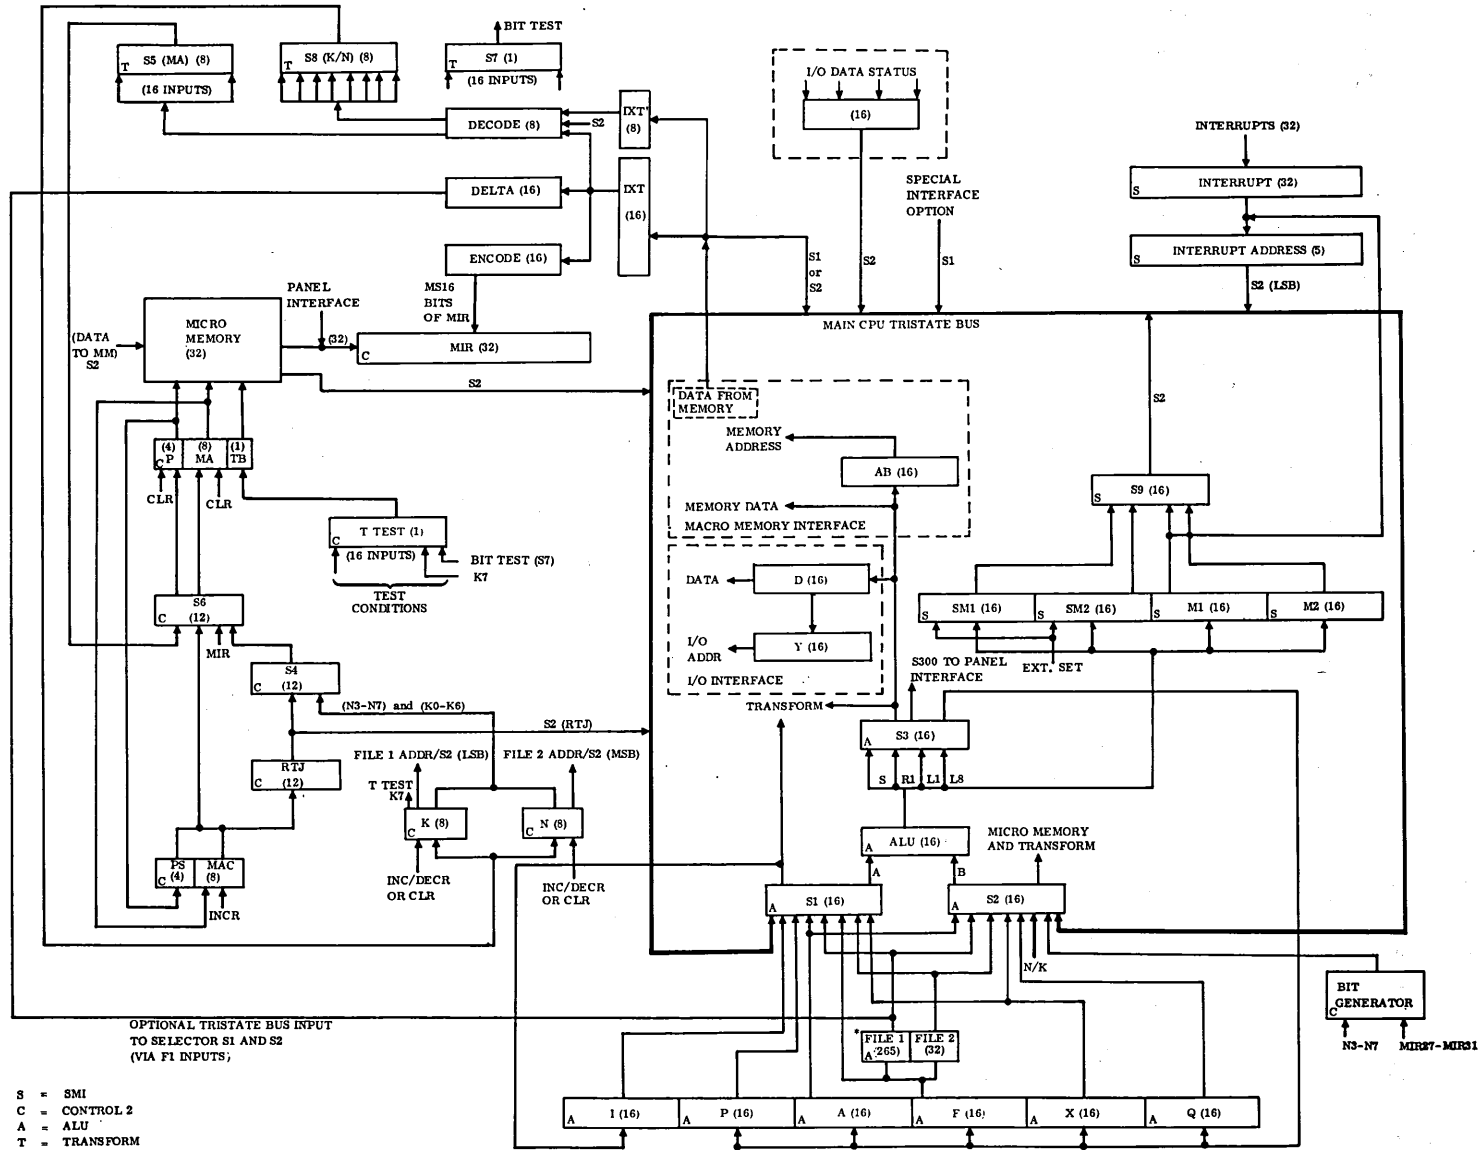 BIT TEST
S5 (MA) (8)
T
(16 INPUTS)
S8 (K/N) (8)
T
S7 (1)
T
(16 INPUTS)
DECODE (8)
S2
IXT'
(8)
DELTA (16)
IXT
(16)
ENCODE (16)
MS16
BITS
OF MIR
I/O DATA STATUS
(16)
SPECIAL
INTERFACE
OPTION
S1
or
S2
S2
S1
INTERRUPTS (32)
INTERRUPT (32)
S
INTERRUPT ADDRESS (5)
S
S2 (LSB)
PANEL
INTERFACE
(DATA
TO MM)
S2
MICRO
MEMORY
(32)
(32)
MIR (32)
C
S2
MAIN CPU TRISTATE BUS
DATA FROM
MEMORY
MEMORY
ADDRESS
AB (16)
MEMORY DATA
MACRO MEMORY INTERFACE
S2
S9 (16)
S
(4)
P
C
(8)
MA
(1)
TB
CLR
CLR
T TEST (1)
C
(16 INPUTS)
BIT TEST (S7)
K7
TEST
CONDITIONS
DATA
D (16)
I/O
ADDR
Y (16)
I/O INTERFACE
SM1 (16)
S
SM2 (16)
S
M1 (16)
S
M2 (16)
S
EXT. SET
S6
(12)
C
MIR
S4
(12)
C
(N3-N7) and (K0-K6)
S2 (RTJ)
S300 TO PANEL
INTERFACE
TRANSFORM
S3 (16)
A
S
R1
L1
L8
RTJ
(12)
C
FILE 1 ADDR/S2 (LSB)
FILE 2 ADDR/S2 (MSB)
T TEST
K7
K (8)
C
N (8)
C
INC/DECR
OR CLR
INC/DECR
OR CLR
ALU (16)
A
A
B
MICRO MEMORY
AND TRANSFORM
PS
(4)
C
MAC
(8)
INCR
S1 (16)
A
S2 (16)
A
N/K
BIT
GENERATOR
C
N3-N7
MIR27-MIR31
OPTIONAL TRISTATE BUS INPUT
TO SELECTOR S1 AND S2
(VIA F1 INPUTS)
*
FILE 1
(265)
A
FILE 2
(32)
I (16)
A
P (16)
A
A (16)
A
F (16)
A
X (16)
A
Q (16)
A
S = SMI
C = CONTROL 2
A = ALU
T = TRANSFORM